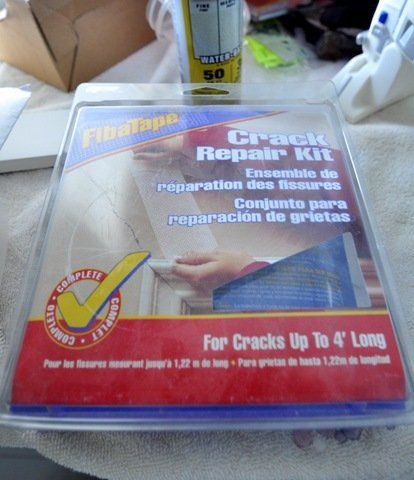 FINE
50
FibaTape
Crack
Repair Kit
Ensemble de
réparation des fissures
Conjunto para
reparación de grietas
COMPLETE
COMPLET
COMPLETO
For Cracks Up To 4' Long
Pour les fissures mesurant jusqu'à 1,22 m de long • Para grietas de hasta 1,22m de longitud